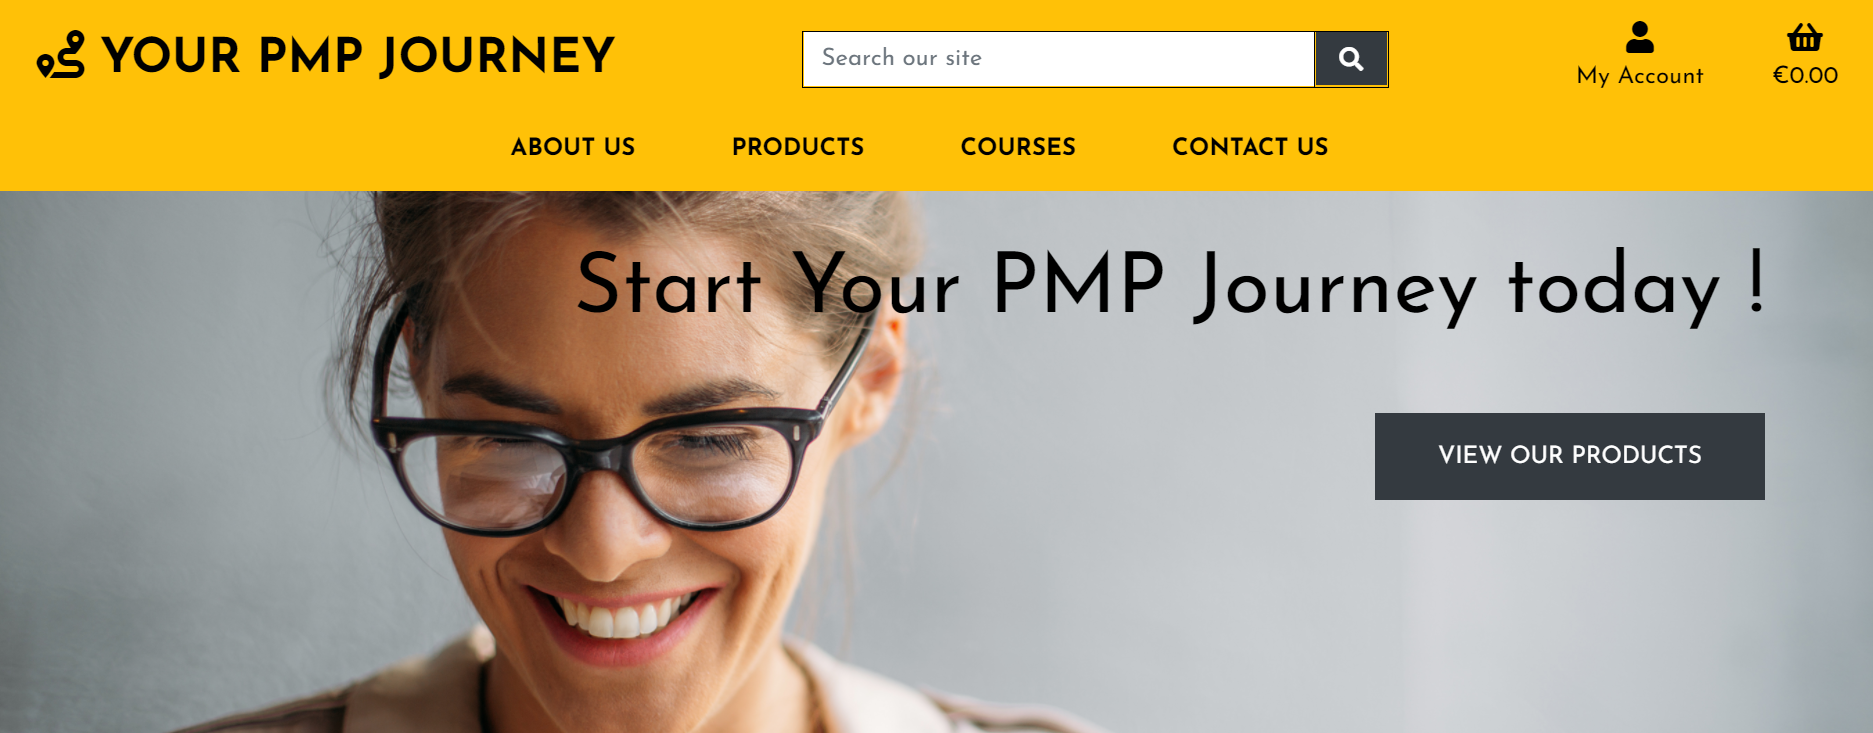 YOUR PMP JOURNEY
Search our site
My Account
€0.00
ABOUT US
PRODUCTS
COURSES
CONTACT US
Start Your PMP Journey today !
VIEW OUR PRODUCTS